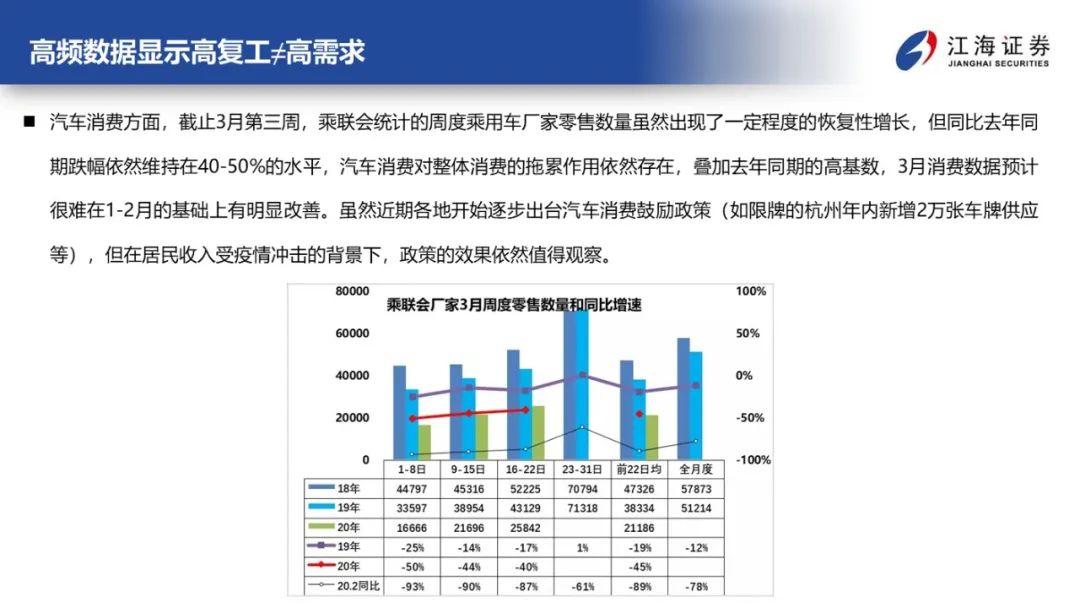 高频数据显示高复工≠高需求
江海证券
JIANGHAI SECURITIES
■ 汽车消费方面，截止3月第三周，乘联会统计的周度乘用车厂家零售数量虽然出现了一定程度的恢复性增长，但同比去年同
期跌幅依然维持在40-50%的水平，汽车消费对整体消费的拖累作用依然存在，叠加去年同期的高基数，3月消费数据预计
很难在1-2月的基础上有明显改善。虽然近期各地开始逐步出台汽车消费鼓励政策（如限牌的杭州年内新增2万张车牌供应
等），但在居民收入受疫情冲击的背景下，政策的效果依然值得观察。
乘联会厂家3月周度零售数量和同比增速
80000 100%
60000 50%
40000 0%
20000 -50%
0 -100%
1-8日 9-15日 16-22日 23-31日 前22日均 全月度
18年 44797 45316 52225 70794 47326 57873
19年 33597 38954 43129 71318 38334 51214
20年 16666 21696 25842 21186
19年 -25% -14% -17% 1% -19% -12%
20年 -50% -44% -40% -45%
20.2同比 -93% -90% -87% -61% -89% -78%